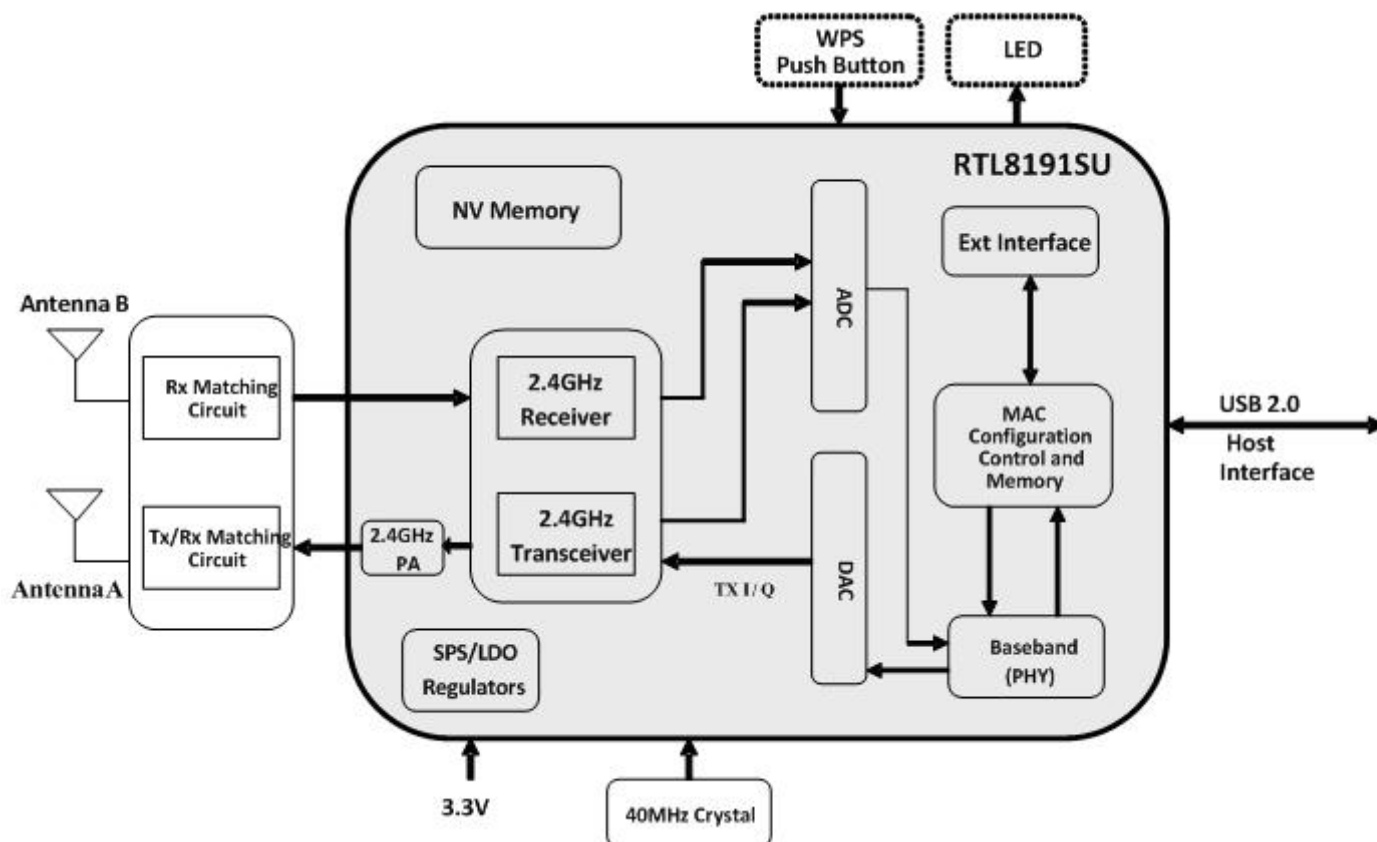 WPS
Push Button
LED
RTL8191SU
NV Memory
Ext Interface
ADC
Antenna B
Rx Matching
Circuit
2.4GHz
Receiver
MAC
Configuration
Control and
Memory
USB 2.0
Host
Interface
Tx/Rx Matching
Circuit
2.4GHz
PA
2.4GHz
Transceiver
TX I / Q
DAC
Antenna A
SPS/LDO
Regulators
Baseband
(PHY)
3.3V
40MHz Crystal